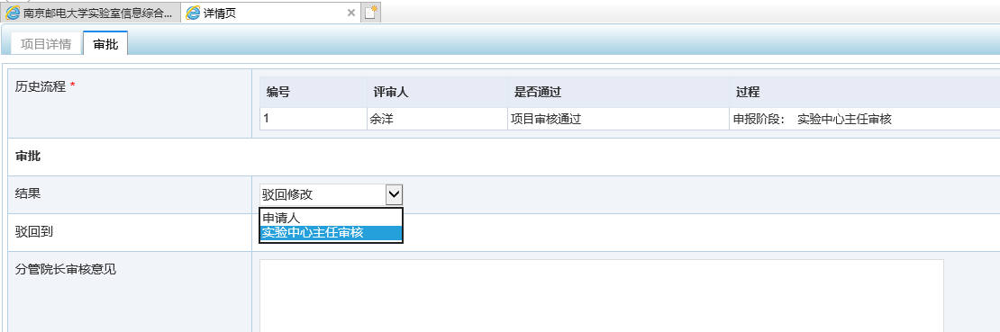 南京邮电大学实验室信息综合...
详情页
项目详情
审批
历史流程 *
编号 评审人 是否通过 过程
1 余洋 项目审核通过 申报阶段： 实验中心主任审核
审批
结果
驳回修改
申请人
驳回到
实验中心主任审核
分管院长审核意见